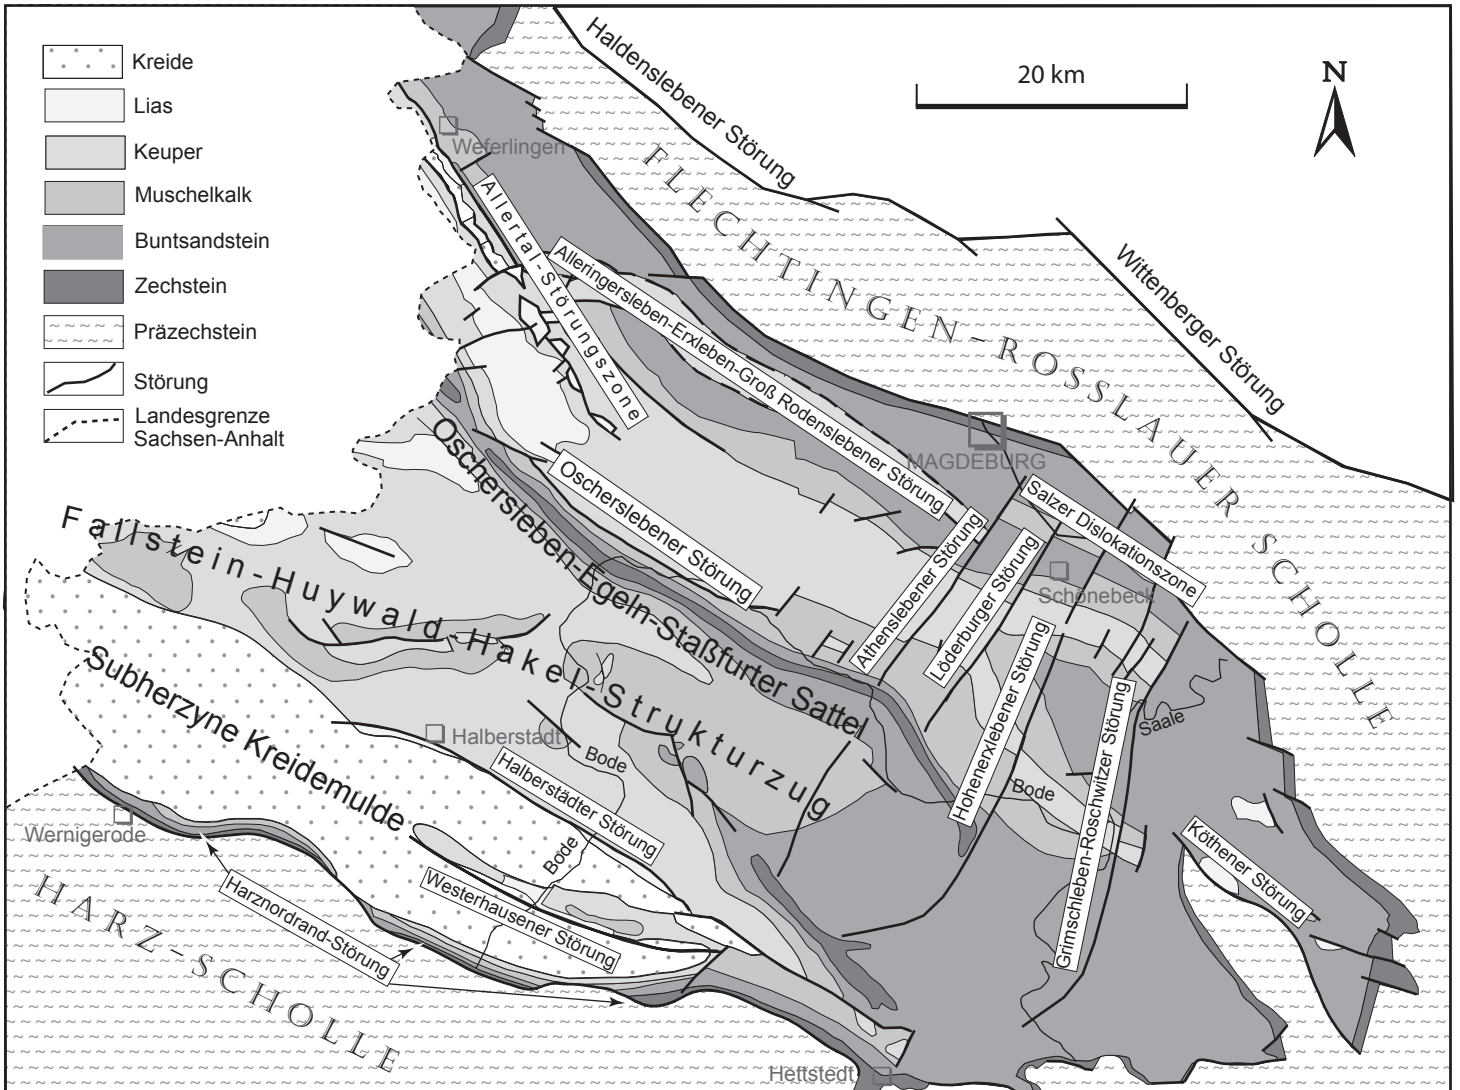 Kreide
Lias
Keuper
Muschelkalk
Buntsandstein
Zechstein
Präzechstein
Störung
Landesgrenze
Sachsen-Anhalt
20 km
N
Haldenslebener Störung
FLECHTINGEN-ROSSLAUER SCHOLLE
Wittenberger Störung
Weferlingen
Allertal-Störungszone
Alleringersleben-Erxleben-Groß Rodenslebener Störung
MAGDEBURG
Salzer Dislokationszone
Schönebeck
Oscherslebener Störung
Oschersleben-Egeln-Staßfurter Sattel
Athenslebener Störung
Löderburger Störung
Hohenerxlebener Störung
Grimschleben-Roschwitzer Störung
Saale
Bode
Köthener Störung
Fallstein-Huywald-Hakel-Strukturzug
Subherzyne Kreidemulde
Halberstadt
Bode
Halberstädter Störung
Bode
Westerhausener Störung
Wernigerode
Harznordrand-Störung
HARZ-SCHOLLE
Hettstedt